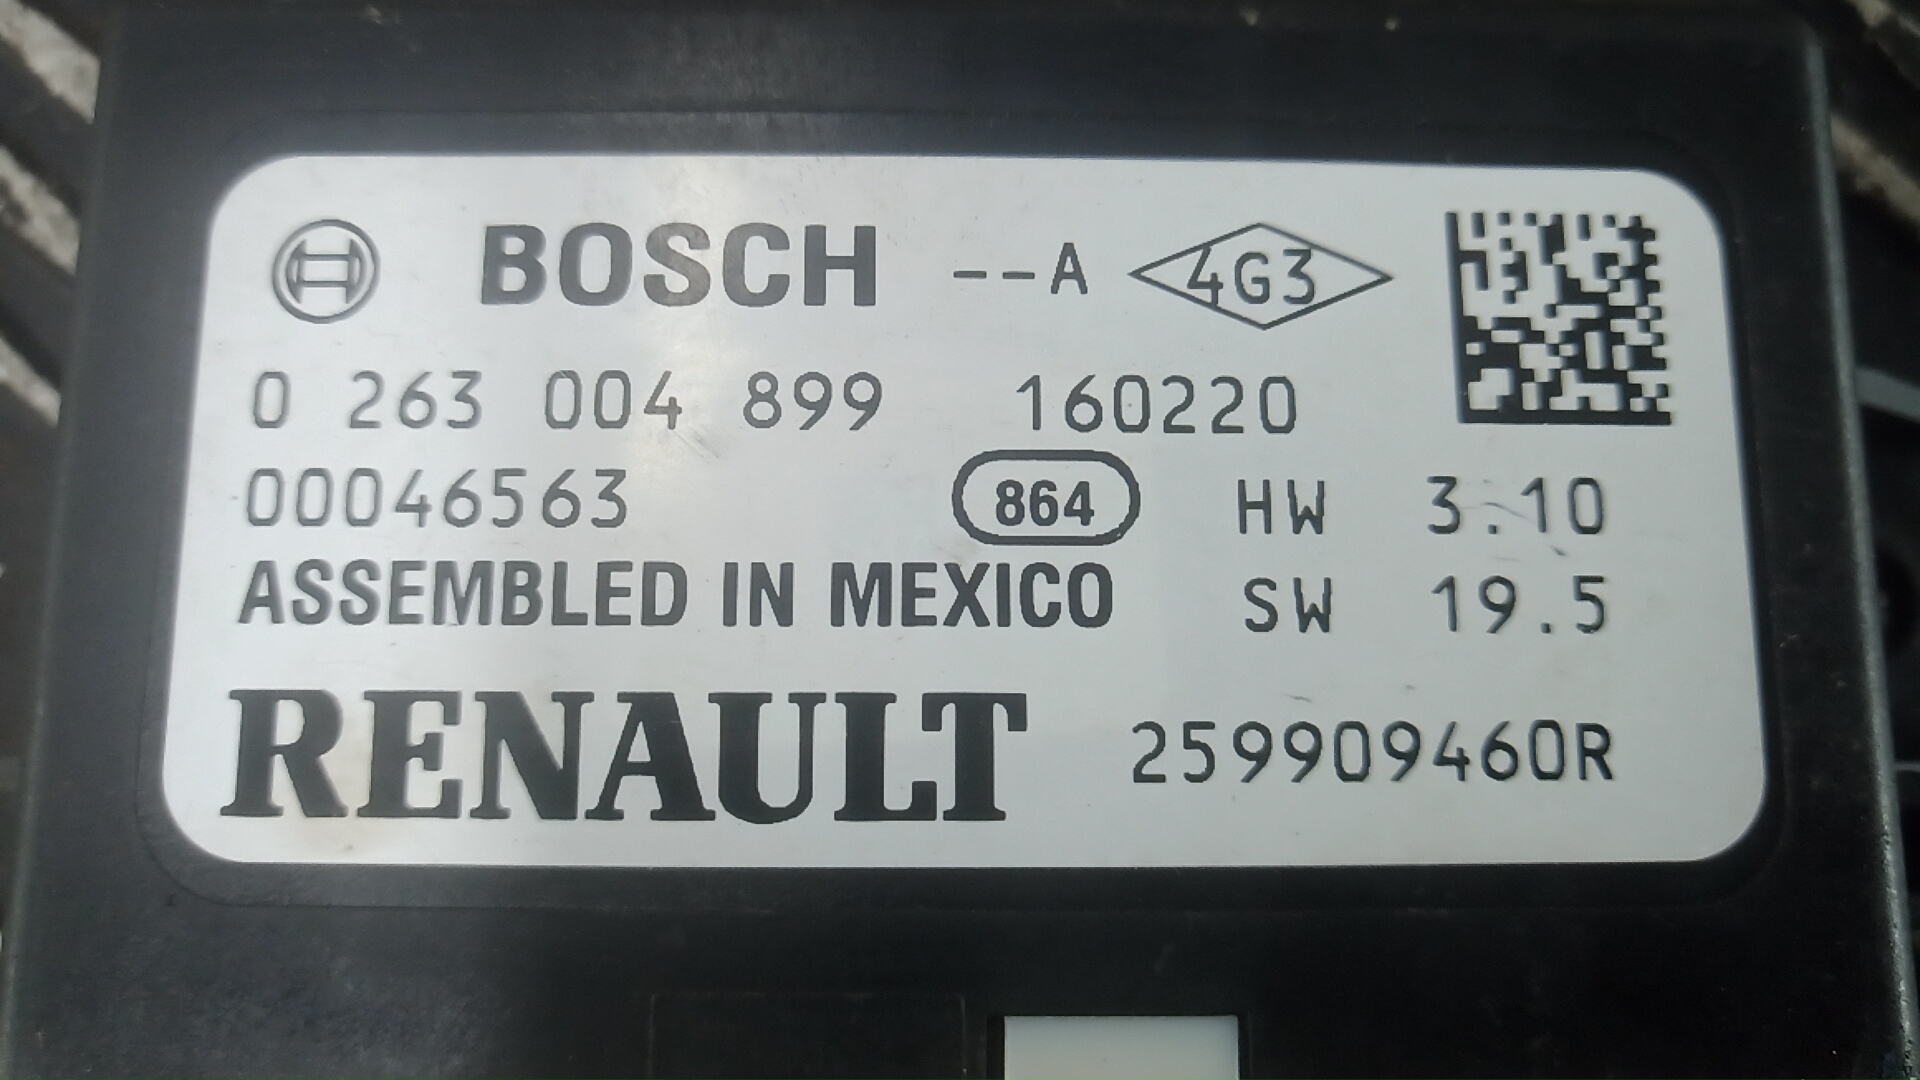 BOSCH --A 4G3
0 263 004 899 160220
00046563 864 HW 3.10
ASSEMBLED IN MEXICO SW 19.5
RENAULT 259909460R